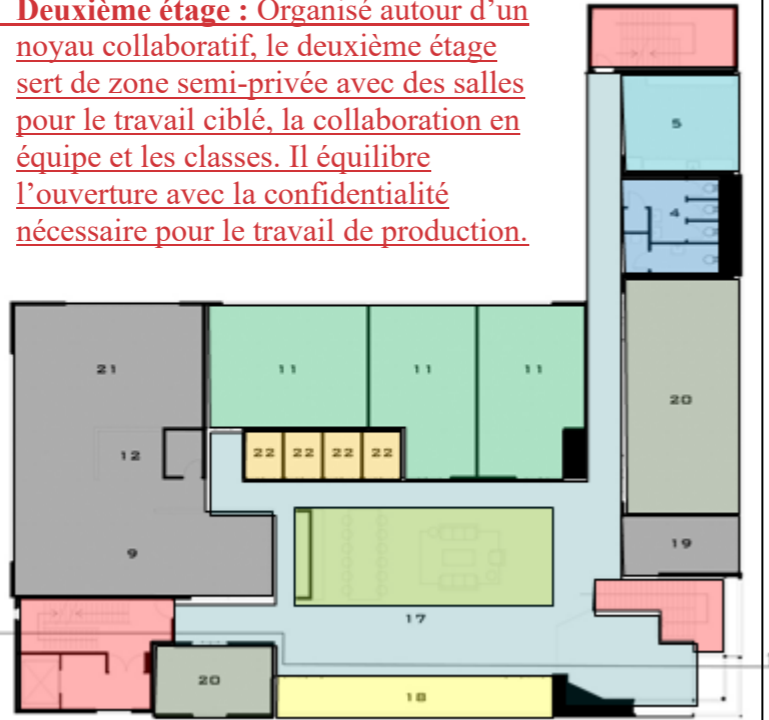 Deuxième étage : Organisé autour d’un
noyau collaboratif, le deuxième étage
sert de zone semi-privée avec des salles
pour le travail ciblé, la collaboration en
équipe et les classes. Il équilibre
l’ouverture avec la confidentialité
nécessaire pour le travail de production.
5
4
21
11
11
11
20
12
22
22
22
22
9
19
17
20
18